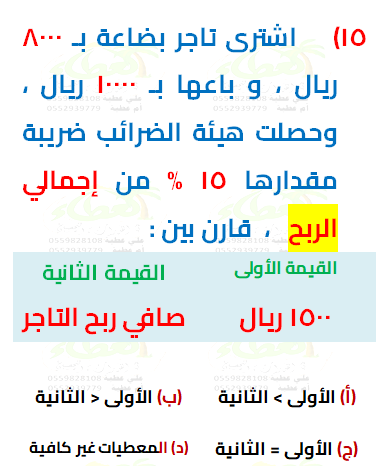 ١٥) اشترى تاجر بضاعة بـ ٨٠٠٠
ريال ، و باعها بـ ١٠٠٠٠ ريال ،
وحصلت هيئة الضرائب ضريبة
مقدارها ١٥ % من إجمالي
الربح ، قارن بين :
القيمة الأولى القيمة الثانية
١٥٠٠ ريال صافي ربح التاجر
(أ) الأولى > الثانية (ب) الأولى < الثانية
(ج) الأولى = الثانية (د) المعطيات غير كافية